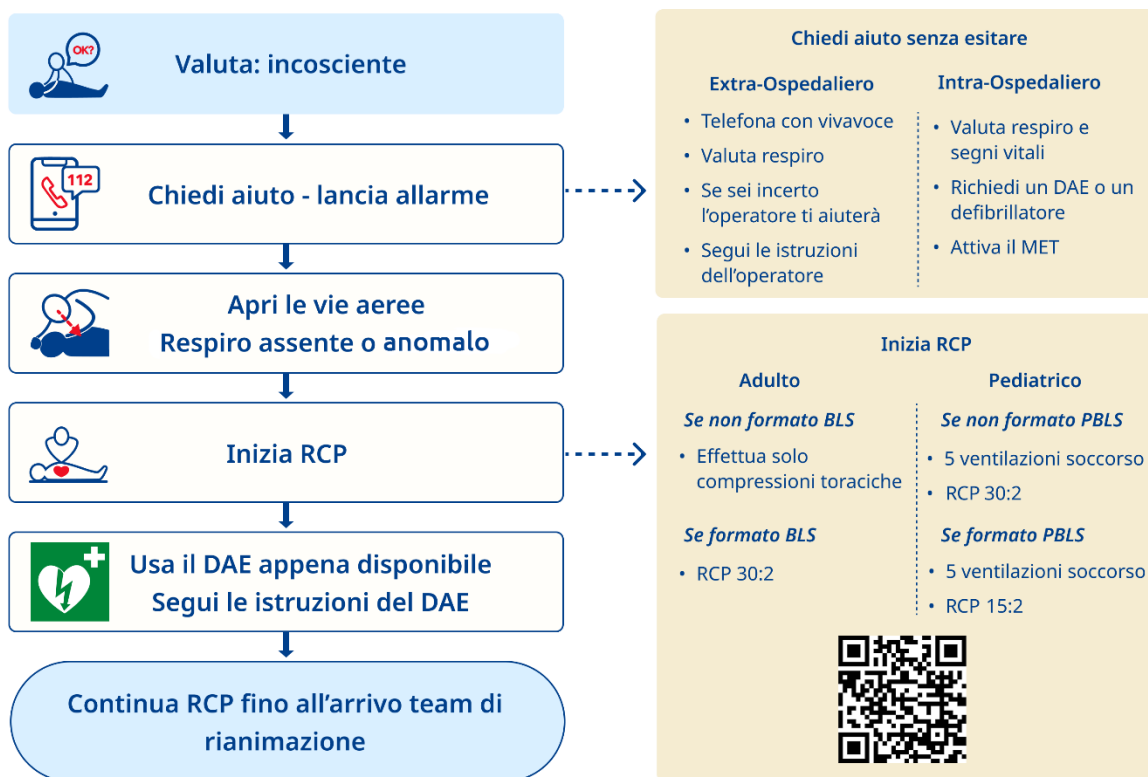 OK?
Valuta: incosciente
112
Chiedi aiuto - lancia allarme
Apri le vie aeree
Respiro assente o anomalo
Inizia RCP
Usa il DAE appena disponibile
Segui le istruzioni del DAE
Continua RCP fino all'arrivo team di
rianimazione
Chiedi aiuto senza esitare
Extra-Ospedaliero
• Telefona con vivavoce
• Valuta respiro
• Se sei incerto
l'operatore ti aiuterà
• Segui le istruzioni
dell'operatore
Intra-Ospedaliero
• Valuta respiro e
segni vitali
• Richiedi un DAE o un
defibrillatore
• Attiva il MET
Inizia RCP
Adulto
Se non formato BLS
• Effettua solo
compressioni toraciche
Se formato BLS
• RCP 30:2
Pediatrico
Se non formato PBLS
• 5 ventilazioni soccorso
• RCP 30:2
Se formato PBLS
• 5 ventilazioni soccorso
• RCP 15:2